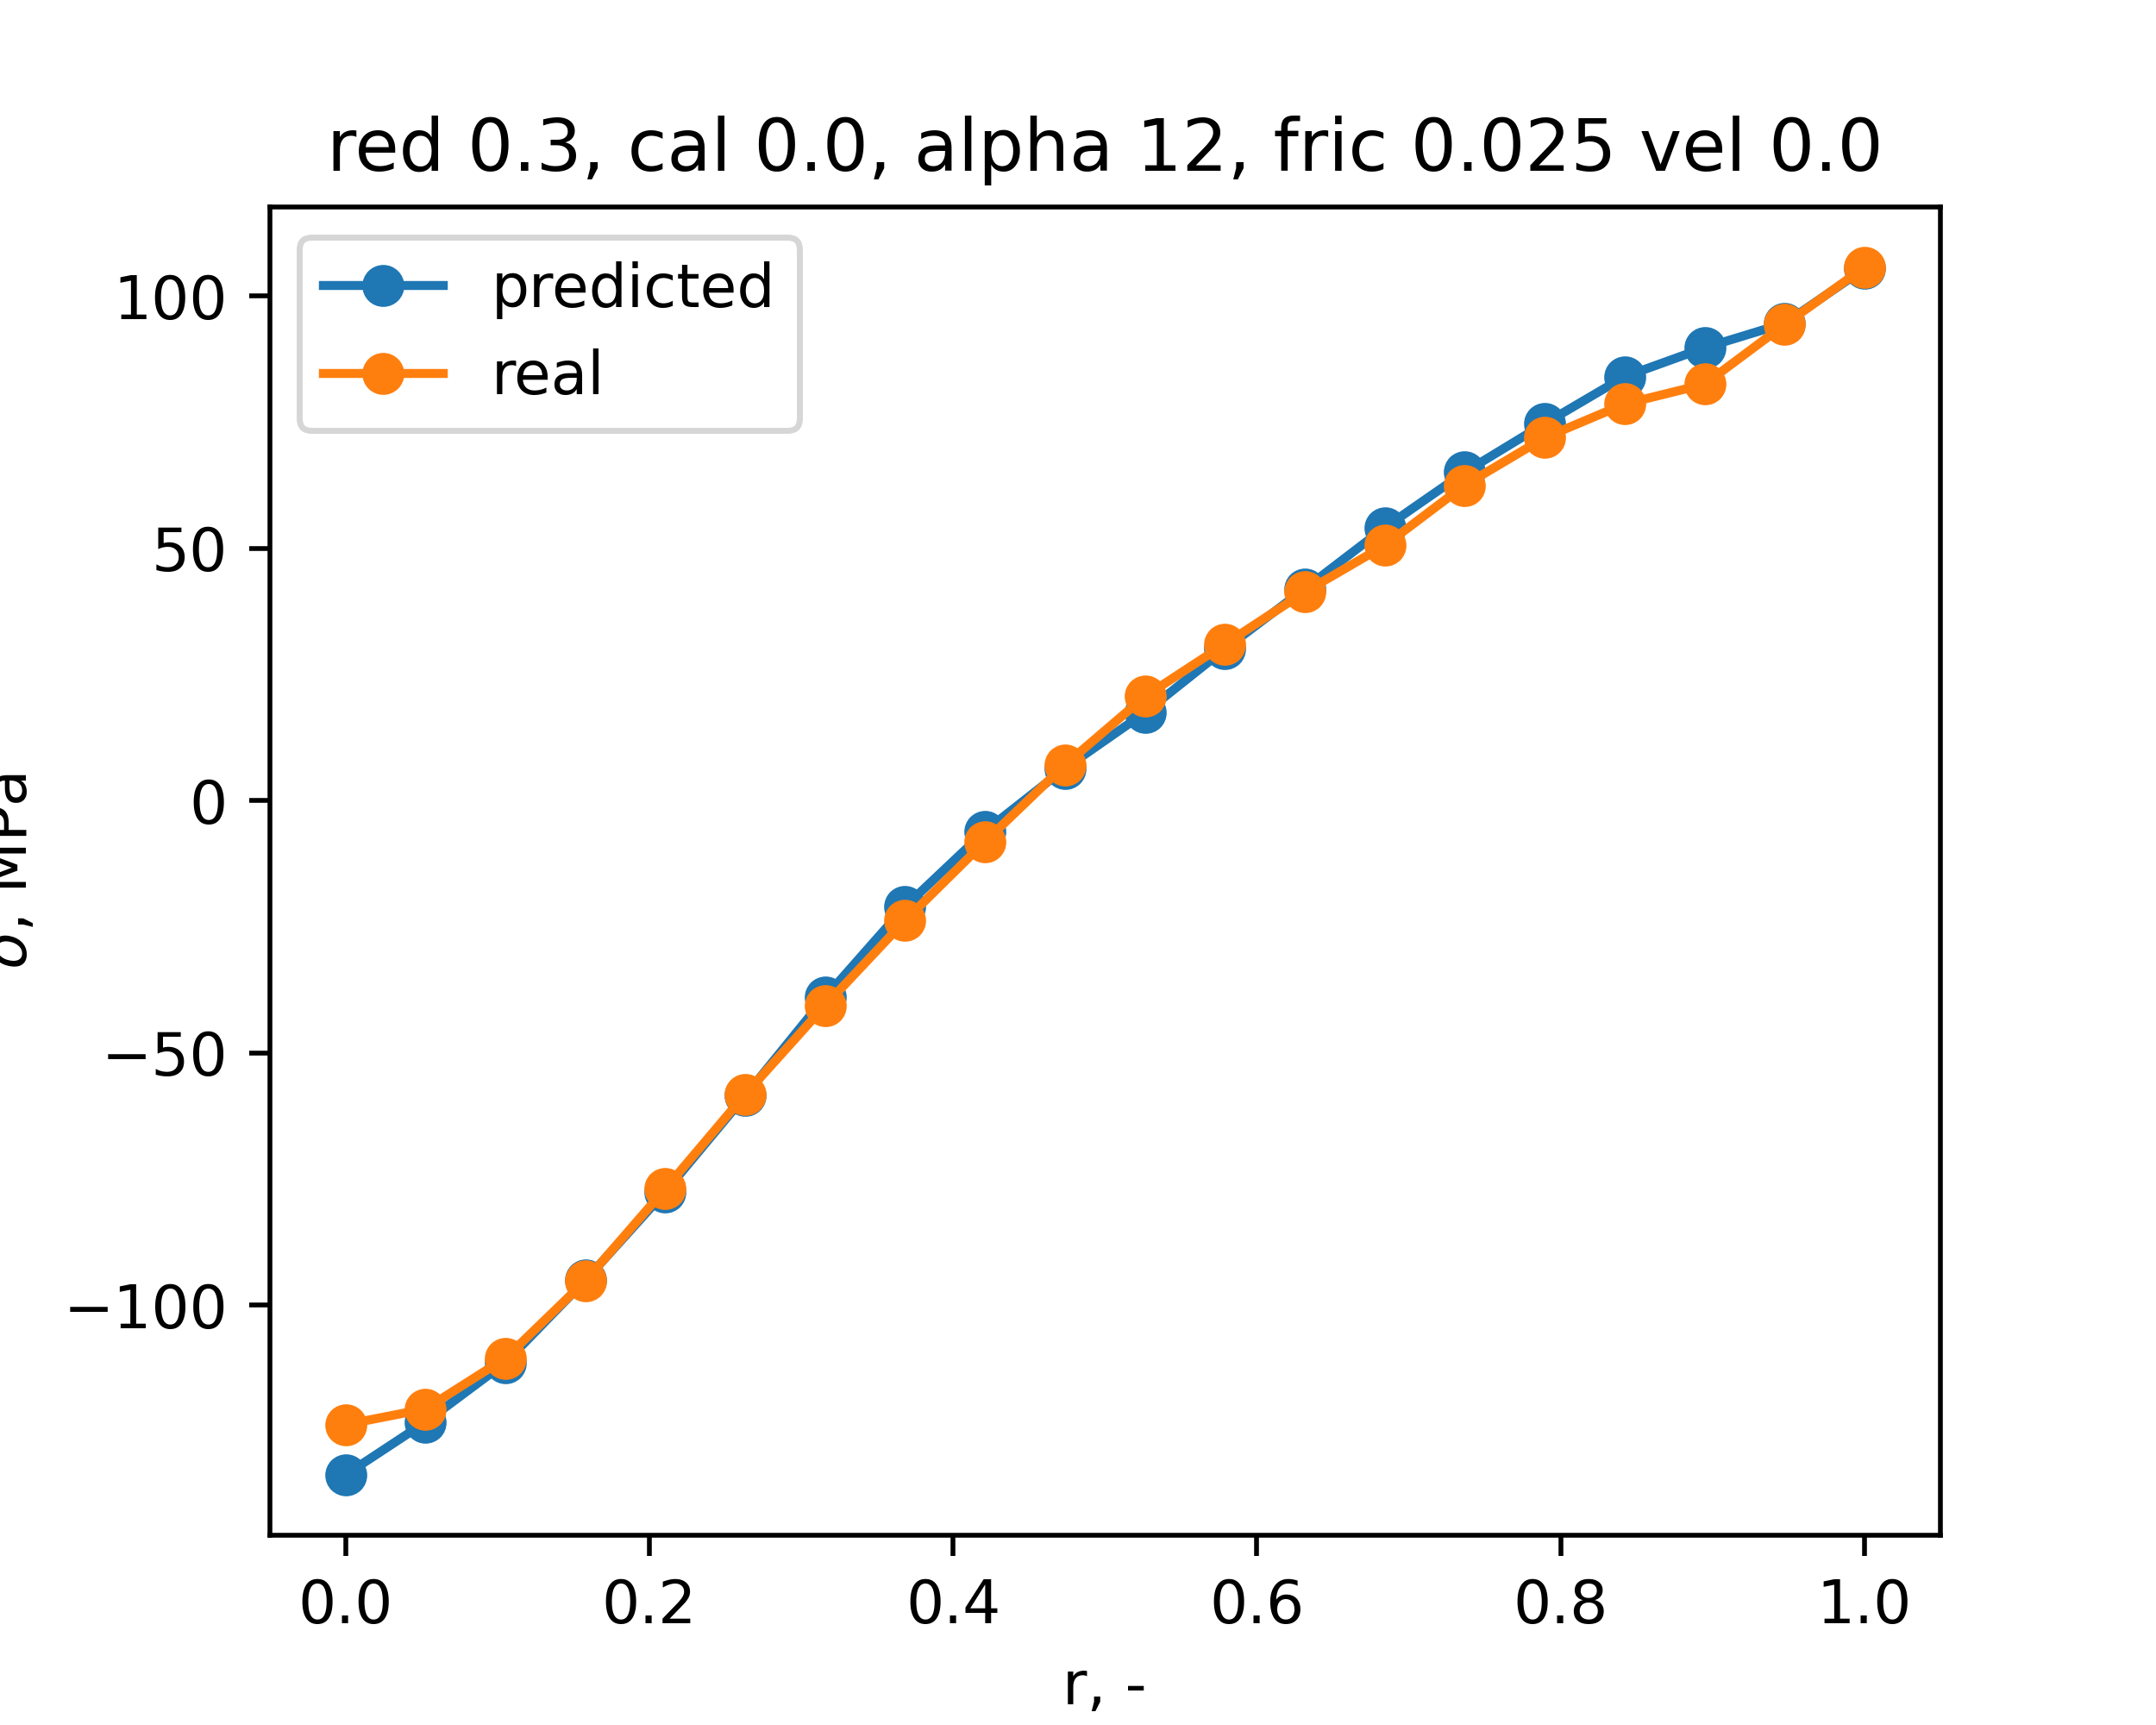 red 0.3, cal 0.0, alpha 12, fric 0.025 vel 0.0
predicted
real
100
50
0
−50
−100
σ, MPa
0.0 0.2 0.4 0.6 0.8 1.0
r, -